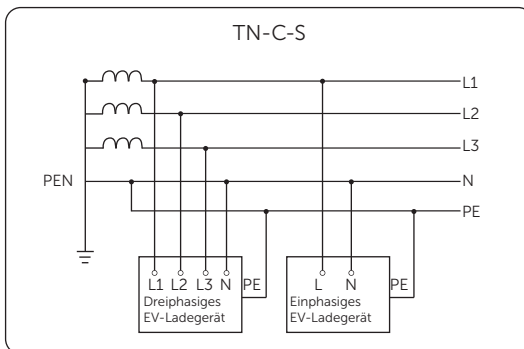 TN-C-S
L1
L2
L3
PEN
N
PE
L1 L2 L3 N PE
Dreiphasiges
EV-Ladegerät
L N PE
Einphasiges
EV-Ladegerät